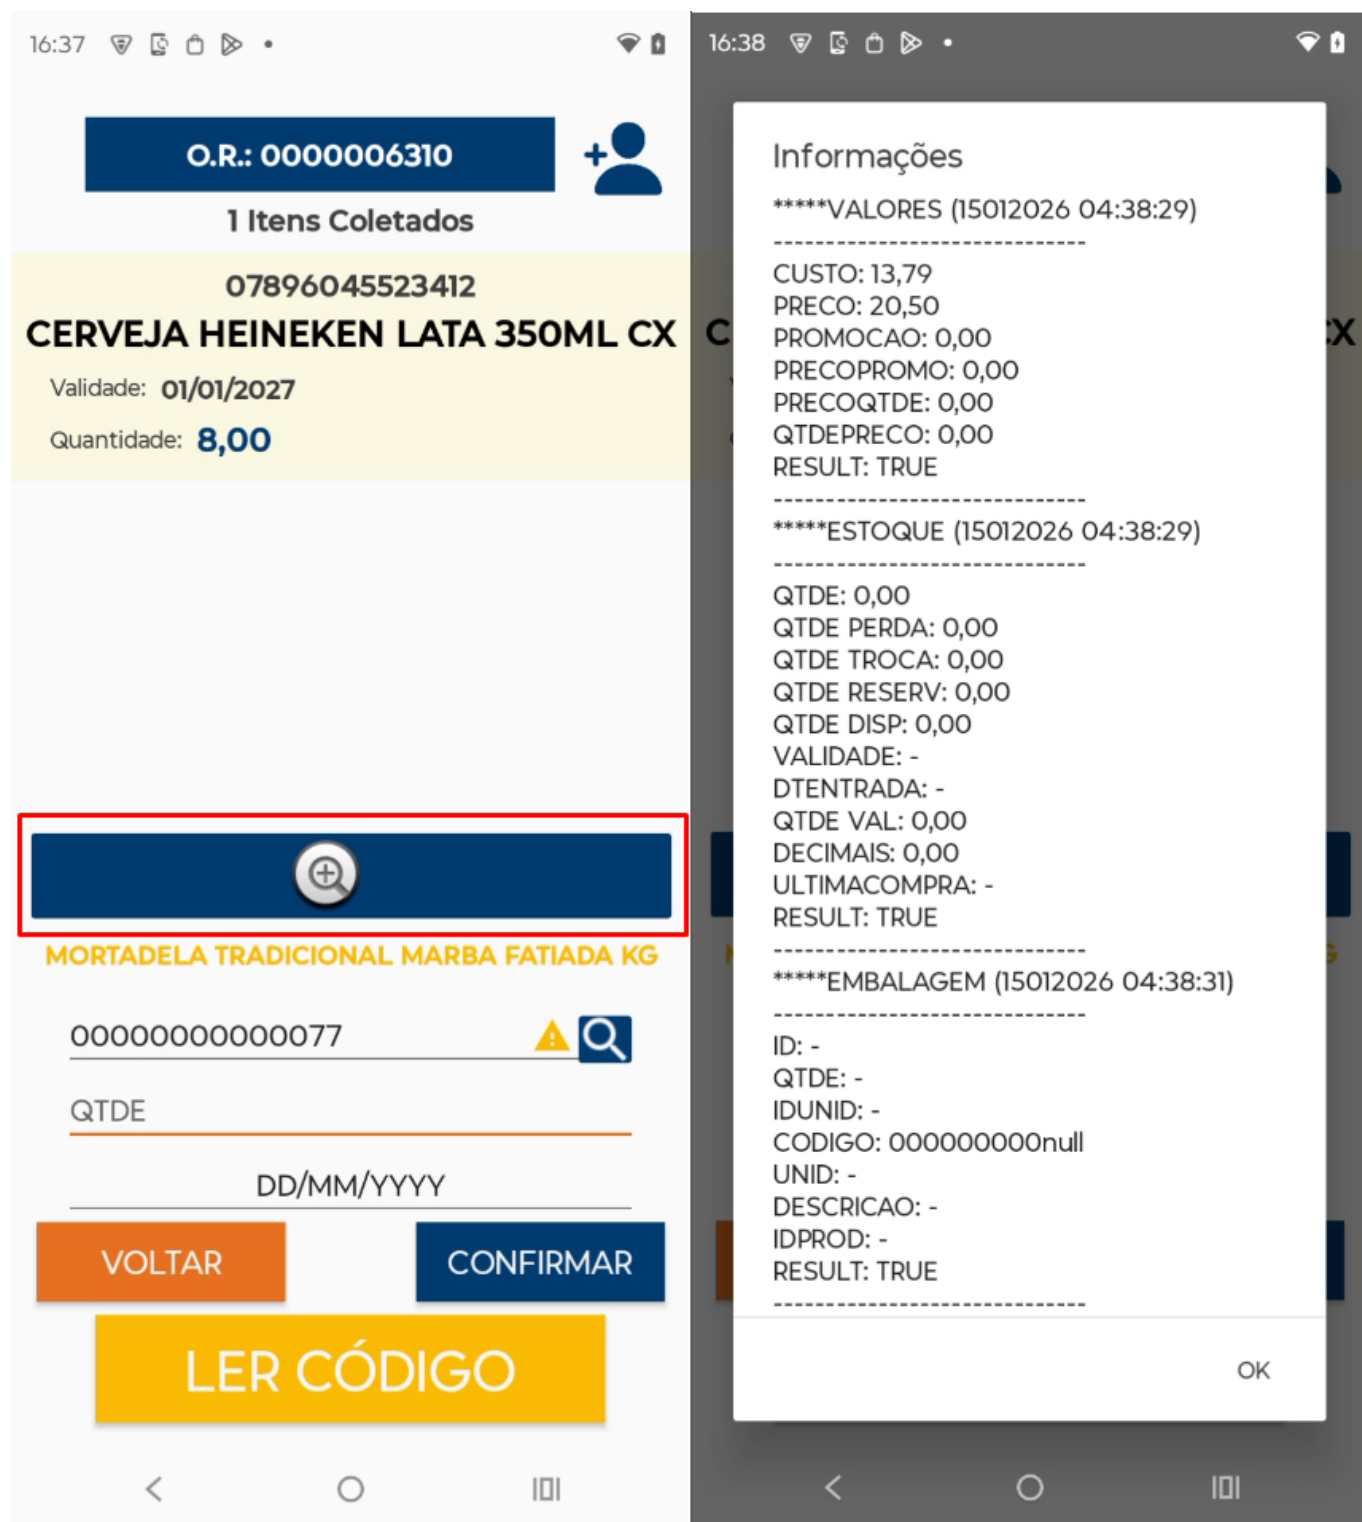 16:37
O.R.: 0000006310
1 Itens Coletados
07896045523412
CERVEJA HEINEKEN LATA 350ML CX
Validade: 01/01/2027
Quantidade: 8,00
MORTADELA TRADICIONAL MARBA FATIADA KG
00000000000077
QTDE
DD/MM/YYYY
VOLTAR
CONFIRMAR
LER CÓDIGO
16:38
Informações
*****VALORES (15012026 04:38:29)
------------------------------
CUSTO: 13,79
PRECO: 20,50
PROMOCAO: 0,00
PRECOPROMO: 0,00
PRECOQTDE: 0,00
QTDEPRECO: 0,00
RESULT: TRUE
------------------------------
*****ESTOQUE (15012026 04:38:29)
------------------------------
QTDE: 0,00
QTDE PERDA: 0,00
QTDE TROCA: 0,00
QTDE RESERV: 0,00
QTDE DISP: 0,00
VALIDADE: -
DTENTRADA: -
QTDE VAL: 0,00
DECIMAIS: 0,00
ULTIMACOMPRA: -
RESULT: TRUE
------------------------------
*****EMBALAGEM (15012026 04:38:31)
------------------------------
ID: -
QTDE: -
IDUNID: -
CODIGO: 000000000null
UNID: -
DESCRICAO: -
IDPROD: -
RESULT: TRUE
------------------------------
OK
C
X